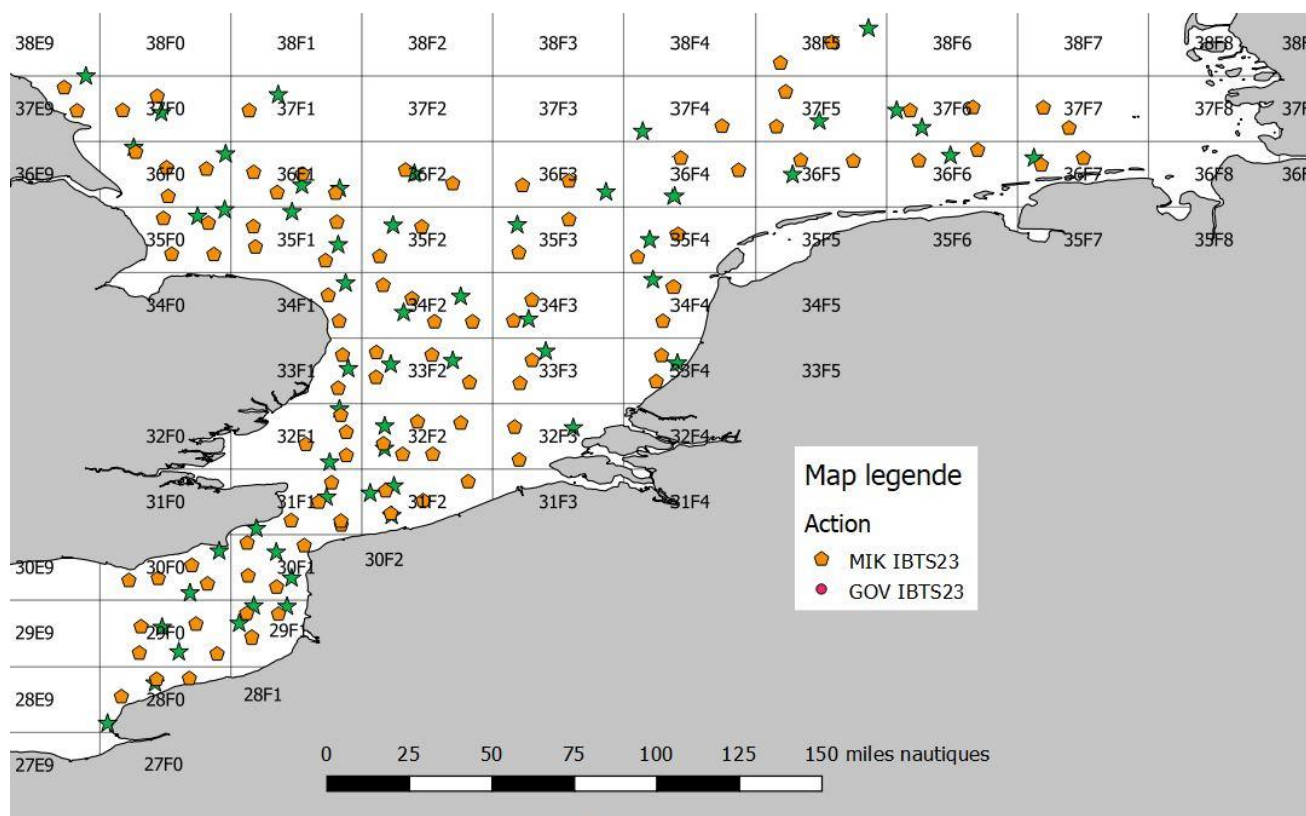 38E9 38F0 38F1 38F2 38F3 38F4 38F5 38F6 38F7 38F8 38F
37E9 37F0 37F1 37F2 37F3 37F4 37F5 37F6 37F7 37F8 37F
36E9 36F0 36F1 36F2 36F3 36F4 36F5 36F6 36F7 36F8 36F
35F0 35F1 35F2 35F3 35F4 35F5 35F6 35F7 35F8
34F0 34F1 34F2 34F3 34F4 34F5
33F1 33F2 33F3 33F4 33F5
32F0 32F1 32F2 32F3 32F4
31F0 31F1 31F2 31F3 31F4
30E9 30F0 30F1 30F2
29E9 29F0 29F1
28E9 28F0 28F1
27E9 27F0
Map legende
Action
MIK IBTS23
GOV IBTS23
0 25 50 75 100 125 150 miles nautiques